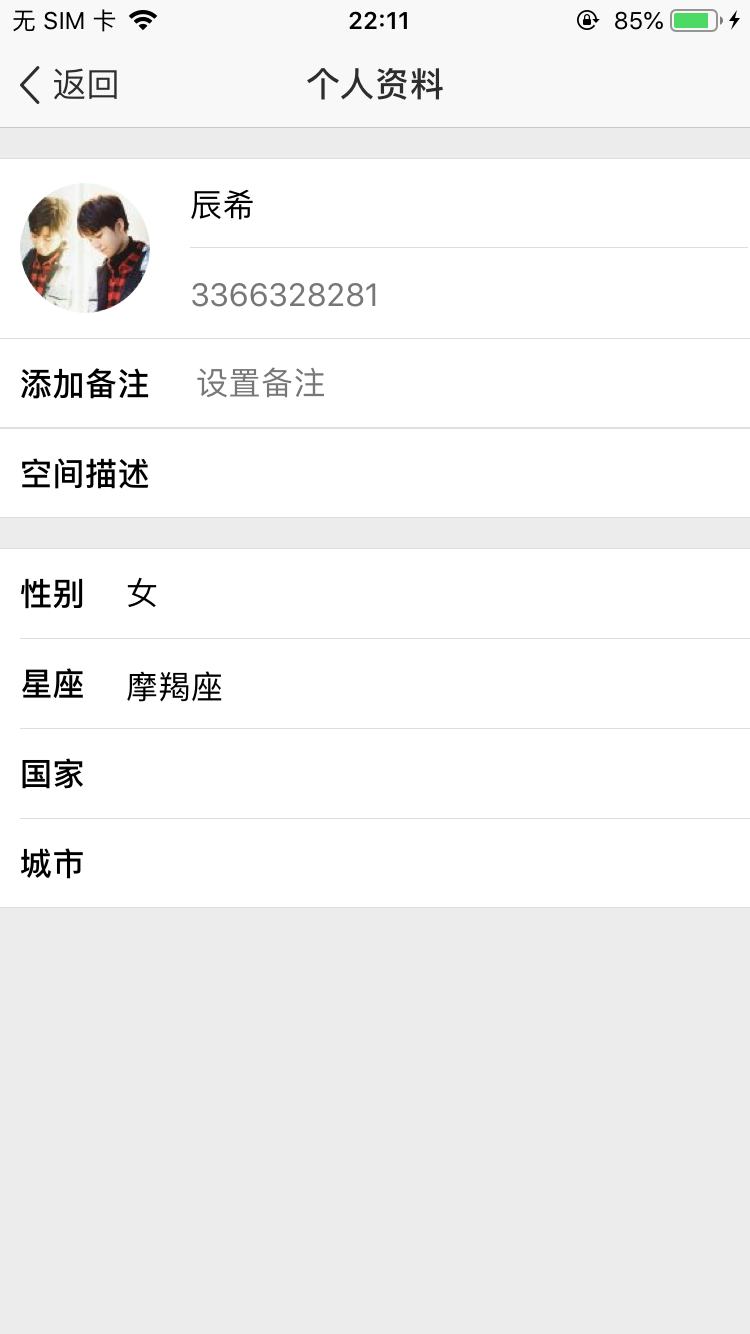 无 SIM 卡 22:11 85%
返回 个人资料
辰希
3366328281
添加备注 设置备注
空间描述
性别 女
星座 摩羯座
国家
城市